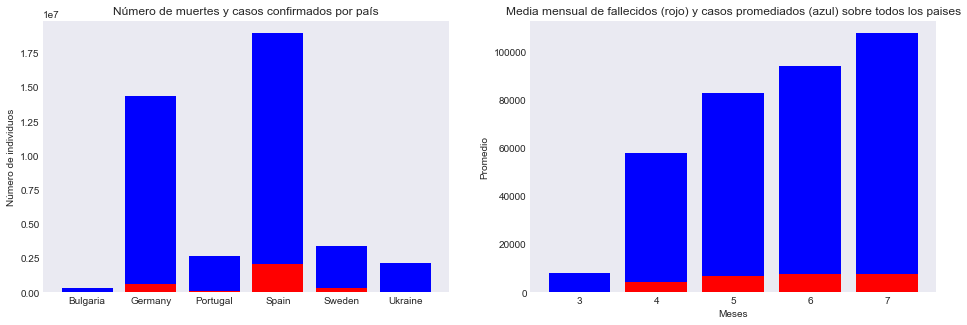 Número de muertes y casos confirmados por país
1e7
1.75
1.50
1.25
1.00
0.75
0.50
0.25
0.00
Número de individuos
Bulgaria Germany Portugal Spain Sweden Ukraine
Media mensual de fallecidos (rojo) y casos promediados (azul) sobre todos los paises
100000
80000
60000
40000
20000
0
Promedio
3 4 5 6 7
Meses